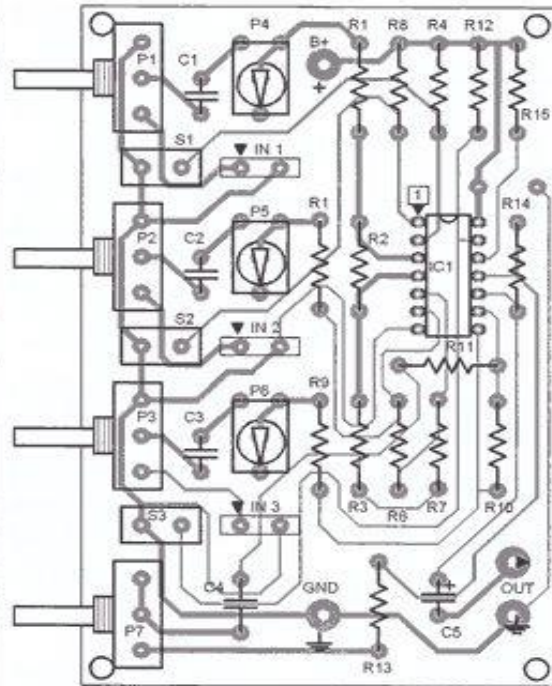 P4 R1 B+ R8 R4 R12
P1 C1 +
R15
S1 IN 1
1 R14
P5 R1
P2 C2 R2 IC1
S2 IN 2 R11
P6 R9
P3 C3
R3 R6 R7 R10
S3 IN 3
C4 GND + OUT
P7 C5
R13